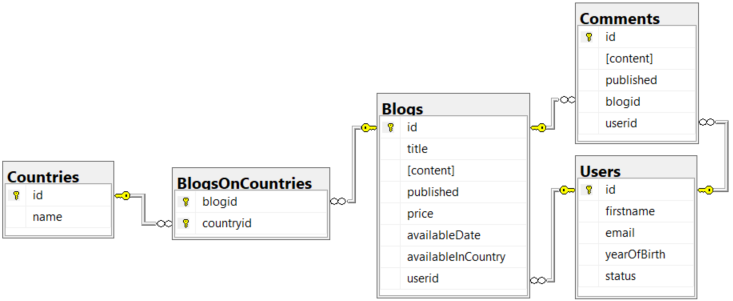 Countries
id
name
BlogsOnCountries
blogid
countryid
Blogs
id
title
[content]
published
price
availableDate
availableInCountry
userid
Comments
id
[content]
published
blogid
userid
Users
id
firstname
email
yearOfBirth
status